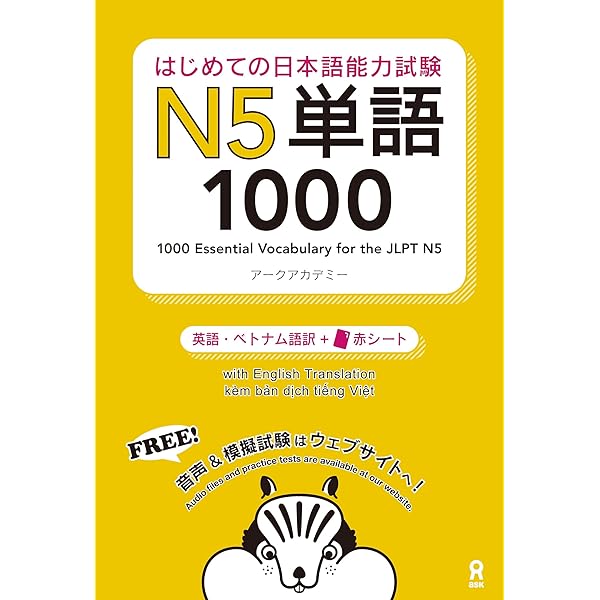 はじめての日本語能力試験
N5単語
1000
1000 Essential Vocabulary for the JLPT N5
アークアカデミー
英語・ベトナム語訳 + 赤シート
with English Translation
kèm bản dịch tiếng Việt
FREE!
音声 & 模擬試験はウェブサイトへ!
Audio files and practice tests are available at our website.
ask